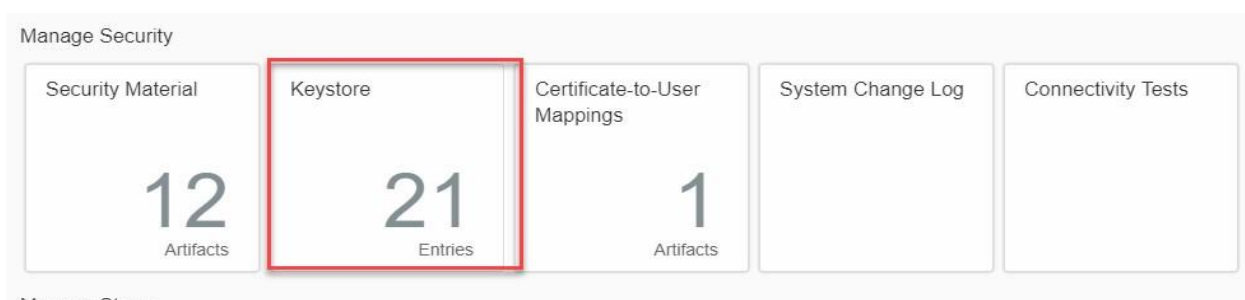 Manage Security
Security Material
Keystore
Certificate-to-User
Mappings
System Change Log
Connectivity Tests
12
Artifacts
21
Entries
1
Artifacts